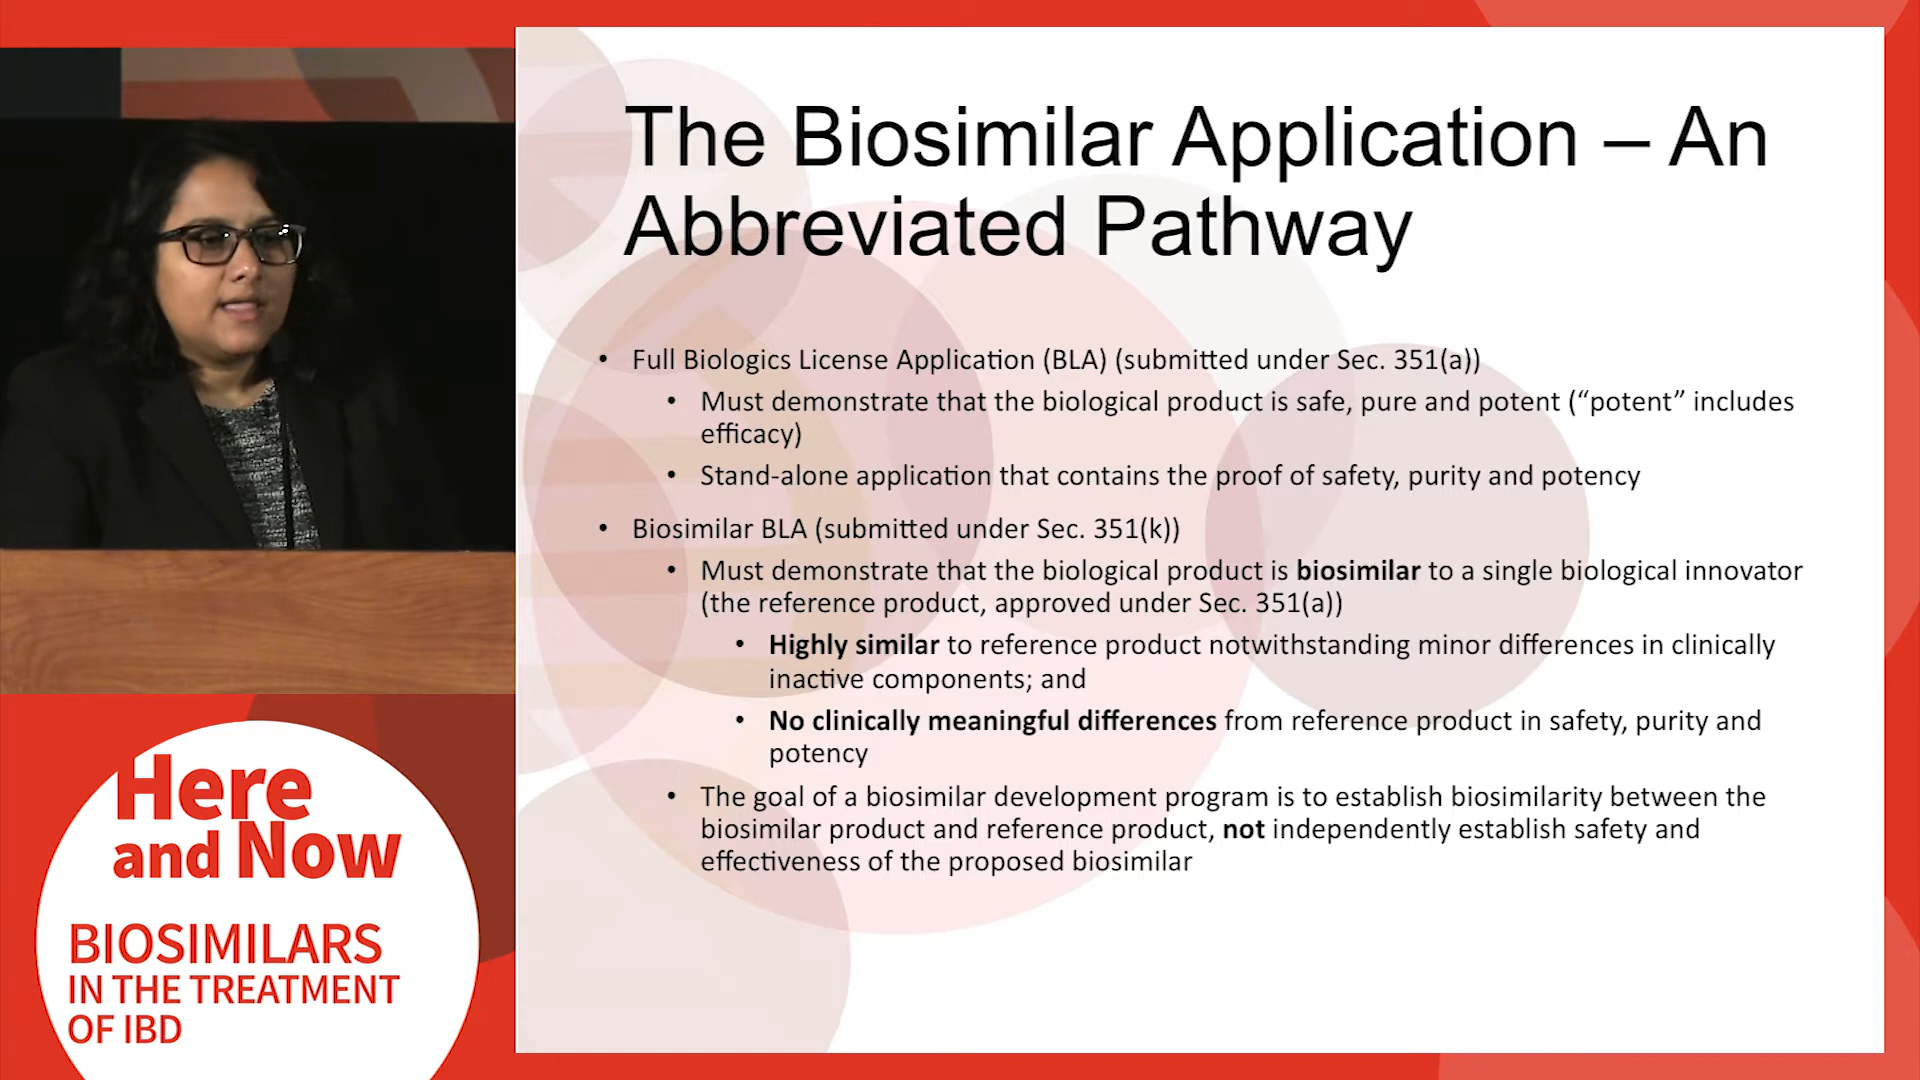 The Biosimilar Application – An
Abbreviated Pathway
• Full Biologics License Application (BLA) (submitted under Sec. 351(a))
• Must demonstrate that the biological product is safe, pure and potent (“potent” includes
efficacy)
• Stand-alone application that contains the proof of safety, purity and potency
• Biosimilar BLA (submitted under Sec. 351(k))
• Must demonstrate that the biological product is biosimilar to a single biological innovator
(the reference product, approved under Sec. 351(a))
• Highly similar to reference product notwithstanding minor differences in clinically
inactive components; and
• No clinically meaningful differences from reference product in safety, purity and
potency
• The goal of a biosimilar development program is to establish biosimilarity between the
biosimilar product and reference product, not independently establish safety and
effectiveness of the proposed biosimilar
Here
and Now
BIOSIMILARS
IN THE TREATMENT
OF IBD